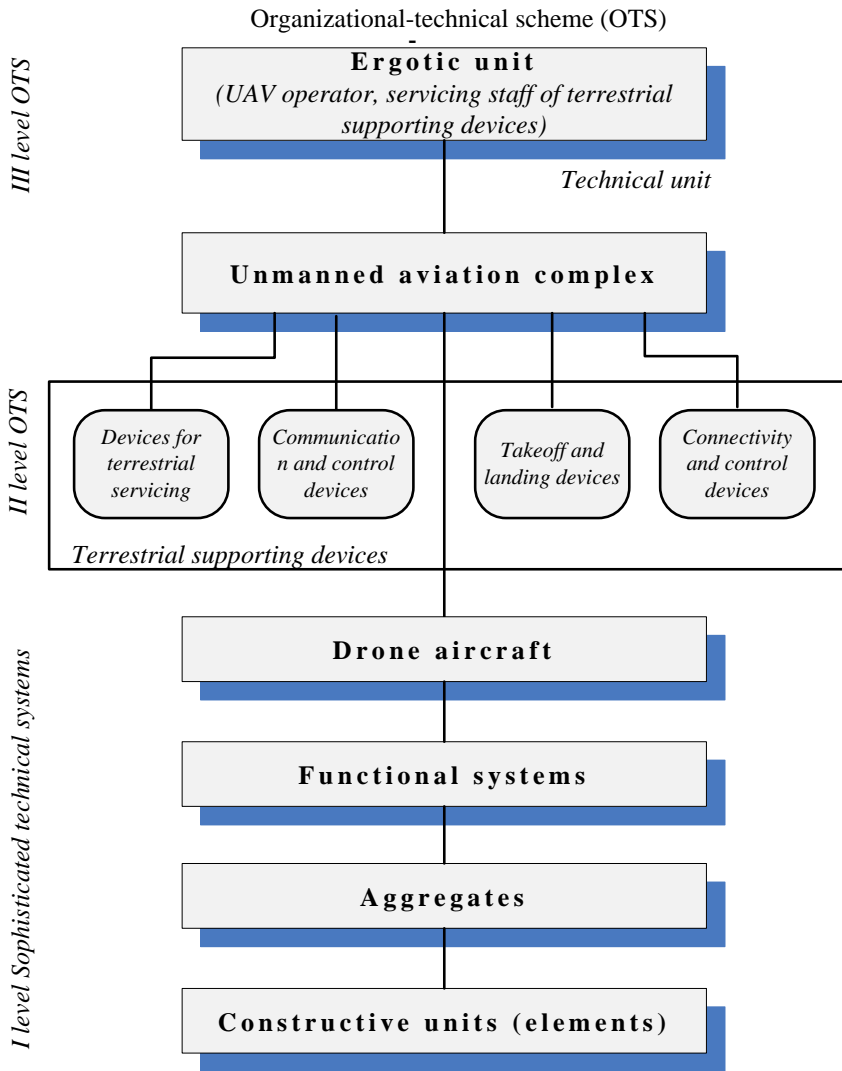 Organizational-technical scheme (OTS)
-
III level OTS
Ergotic unit
(UAV operator, servicing staff of terrestrial
supporting devices)
Technical unit
Unmanned aviation complex
II level OTS
Devices for
terrestrial
servicing
Communicatio
n and control
devices
Takeoff and
landing devices
Connectivity
and control
devices
Terrestrial supporting devices
I level Sophisticated technical systems
Drone aircraft
Functional systems
Aggregates
Constructive units (elements)